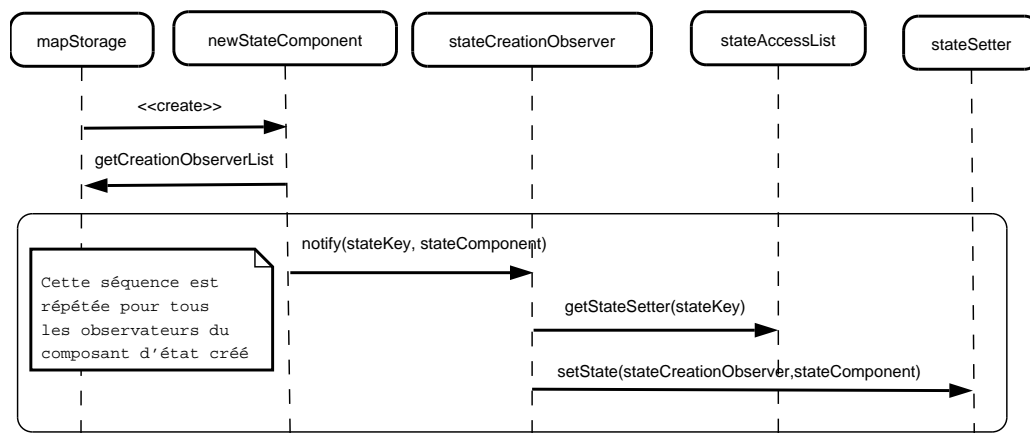 mapStorage
newStateComponent
stateCreationObserver
stateAccessList
stateSetter
<<create>>
getCreationObserverList
notify(stateKey, stateComponent)
Cette séquence est
répétée pour tous
les observateurs du
composant d'état créé
getStateSetter(stateKey)
setState(stateCreationObserver,stateComponent)